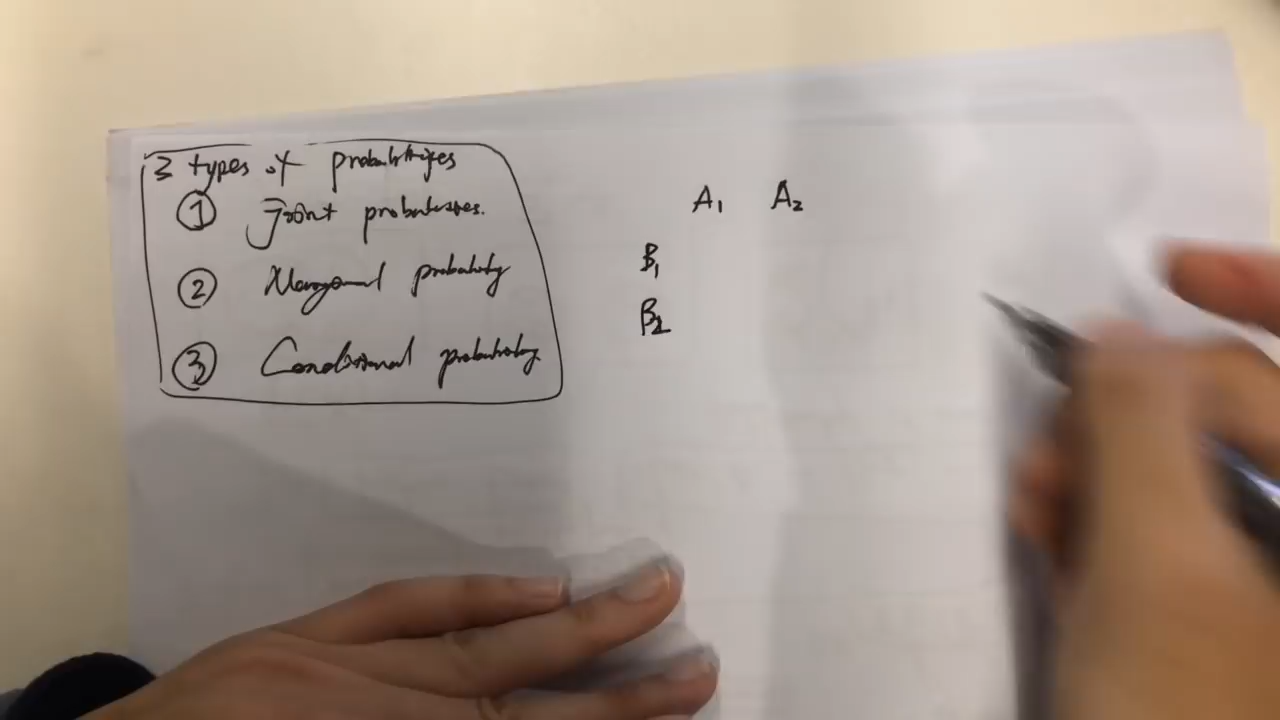 3 types of probabilities
① Joint probabilities.
② Marginal probability
③ Conditional probability
A₁ A₂
B₁
B₂